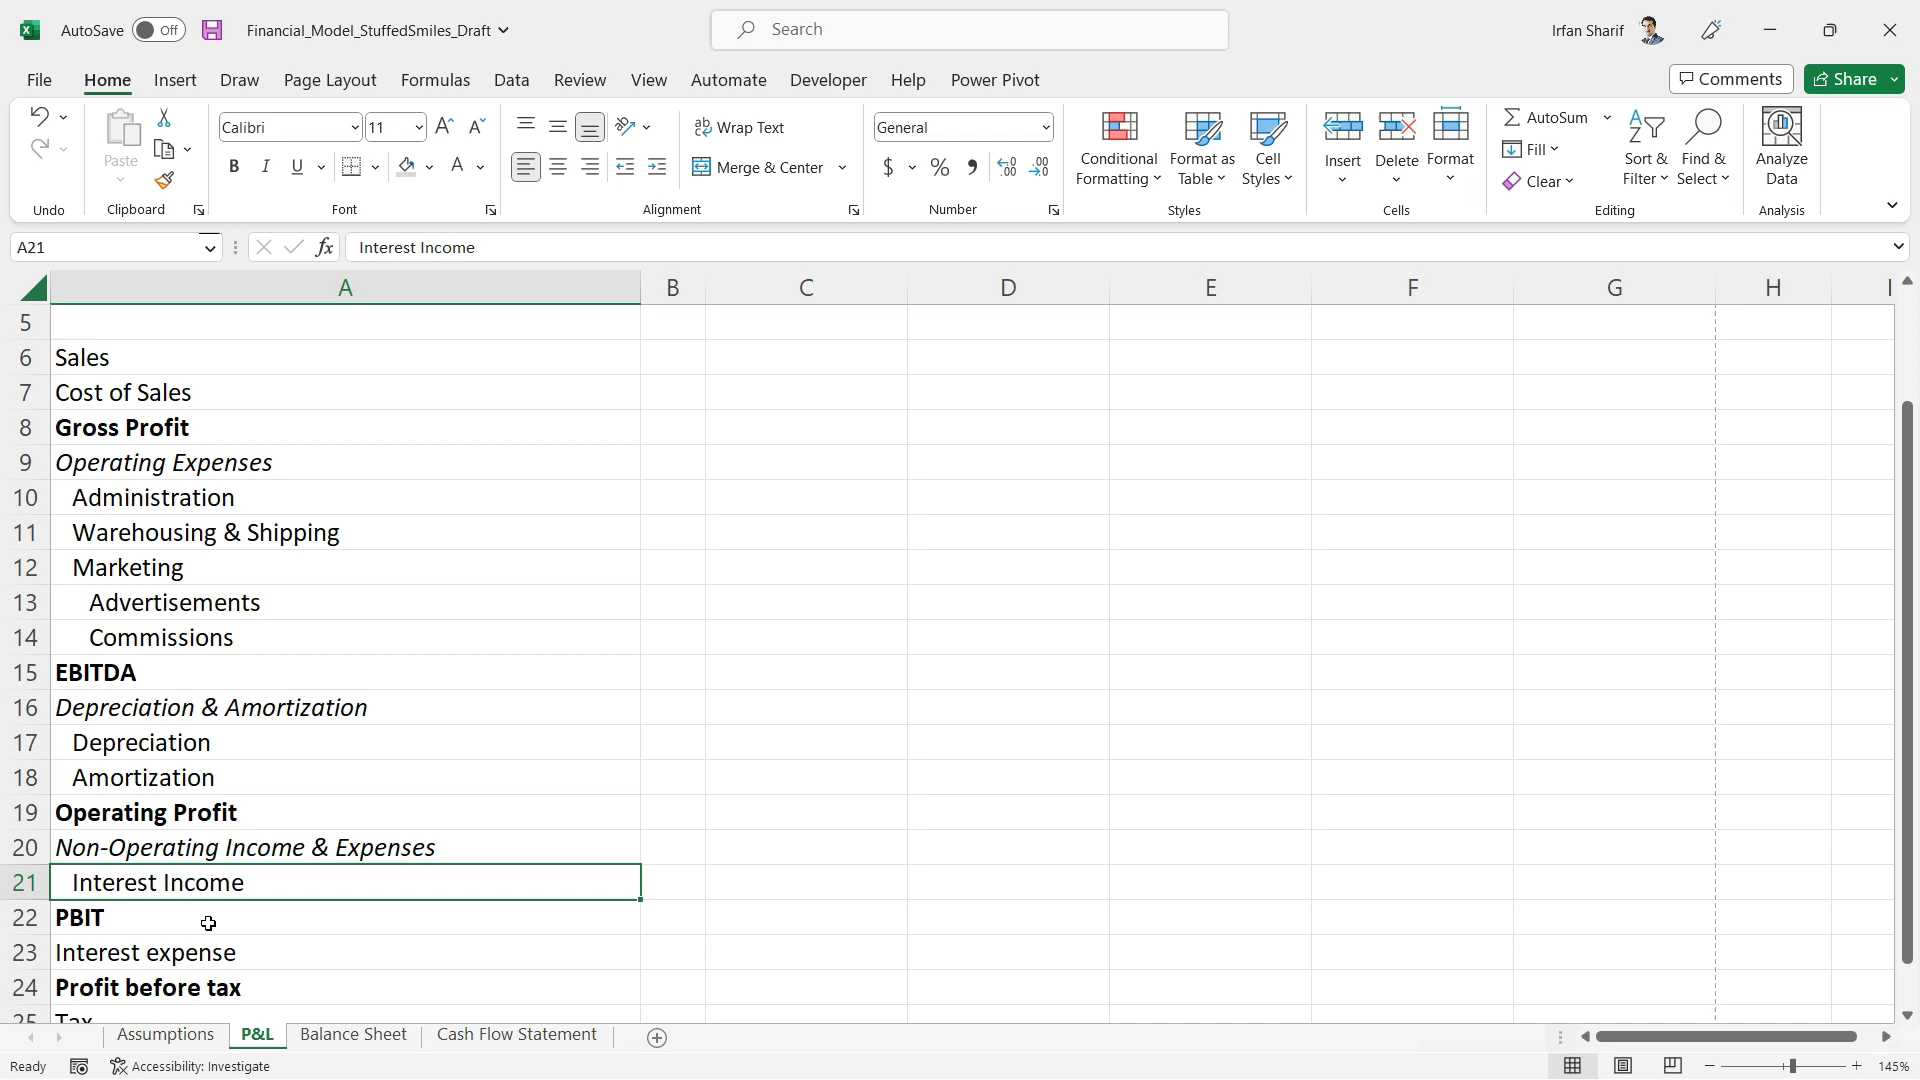 AutoSave Off Financial_Model_StuffedSmiles_Draft Search Irfan Sharif
File Home Insert Draw Page Layout Formulas Data Review View Automate Developer Help Power Pivot Comments Share
Paste
Undo Clipboard
Calibri 11
B I U A
Font
Wrap Text
Merge & Center
Alignment
General
$ % 9
Number
Conditional Formatting Format as Table Cell Styles
Styles
Insert Delete Format
Cells
AutoSum
Fill
Clear
Sort & Filter Find & Select
Editing
Analyze Data
Analysis
A21 fx Interest Income
A B C D E F G H I
5
6 Sales
7 Cost of Sales
8 Gross Profit
9 Operating Expenses
10 Administration
11 Warehousing & Shipping
12 Marketing
13 Advertisements
14 Commissions
15 EBITDA
16 Depreciation & Amortization
17 Depreciation
18 Amortization
19 Operating Profit
20 Non-Operating Income & Expenses
21 Interest Income
22 PBIT
23 Interest expense
24 Profit before tax
25 Tax
Assumptions P&L Balance Sheet Cash Flow Statement
Ready Accessibility: Investigate 145%